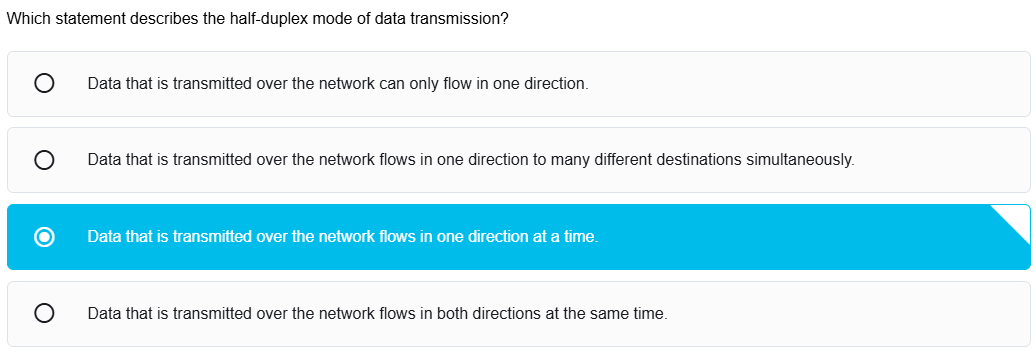 Which statement describes the half-duplex mode of data transmission?
Data that is transmitted over the network can only flow in one direction.
Data that is transmitted over the network flows in one direction to many different destinations simultaneously.
Data that is transmitted over the network flows in one direction at a time.
Data that is transmitted over the network flows in both directions at the same time.